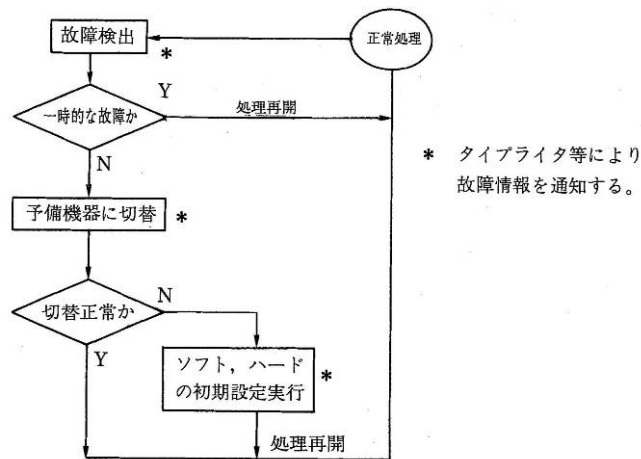 正常処理
故障検出
*
Y
一時的な故障か
処理再開
N
* タイプライタ等により
故障情報を通知する。
予備機器に切替
*
切替正常か
N
Y
ソフト,ハード
の初期設定実行
*
処理再開